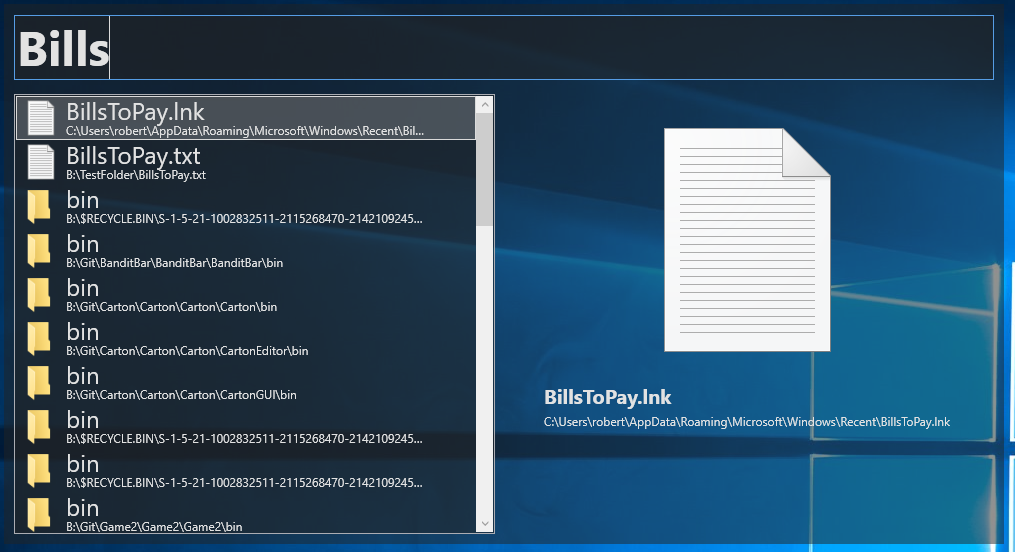 Bills
BillsToPay.lnk
C:\Users\robert\AppData\Roaming\Microsoft\Windows\Recent\Bil...
BillsToPay.txt
B:\TestFolder\BillsToPay.txt
bin
B:\$RECYCLE.BIN\S-1-5-21-1002832511-2115268470-2142109245...
bin
B:\Git\BanditBar\BanditBar\BanditBar\bin
bin
B:\Git\Carton\Carton\Carton\Carton\bin
bin
B:\Git\Carton\Carton\Carton\CartonEditor\bin
bin
B:\Git\Carton\Carton\Carton\CartonGUI\bin
bin
B:\$RECYCLE.BIN\S-1-5-21-1002832511-2115268470-2142109245...
bin
B:\$RECYCLE.BIN\S-1-5-21-1002832511-2115268470-2142109245...
bin
B:\Git\Game2\Game2\Game2\bin
BillsToPay.lnk
C:\Users\robert\AppData\Roaming\Microsoft\Windows\Recent\BillsToPay.lnk